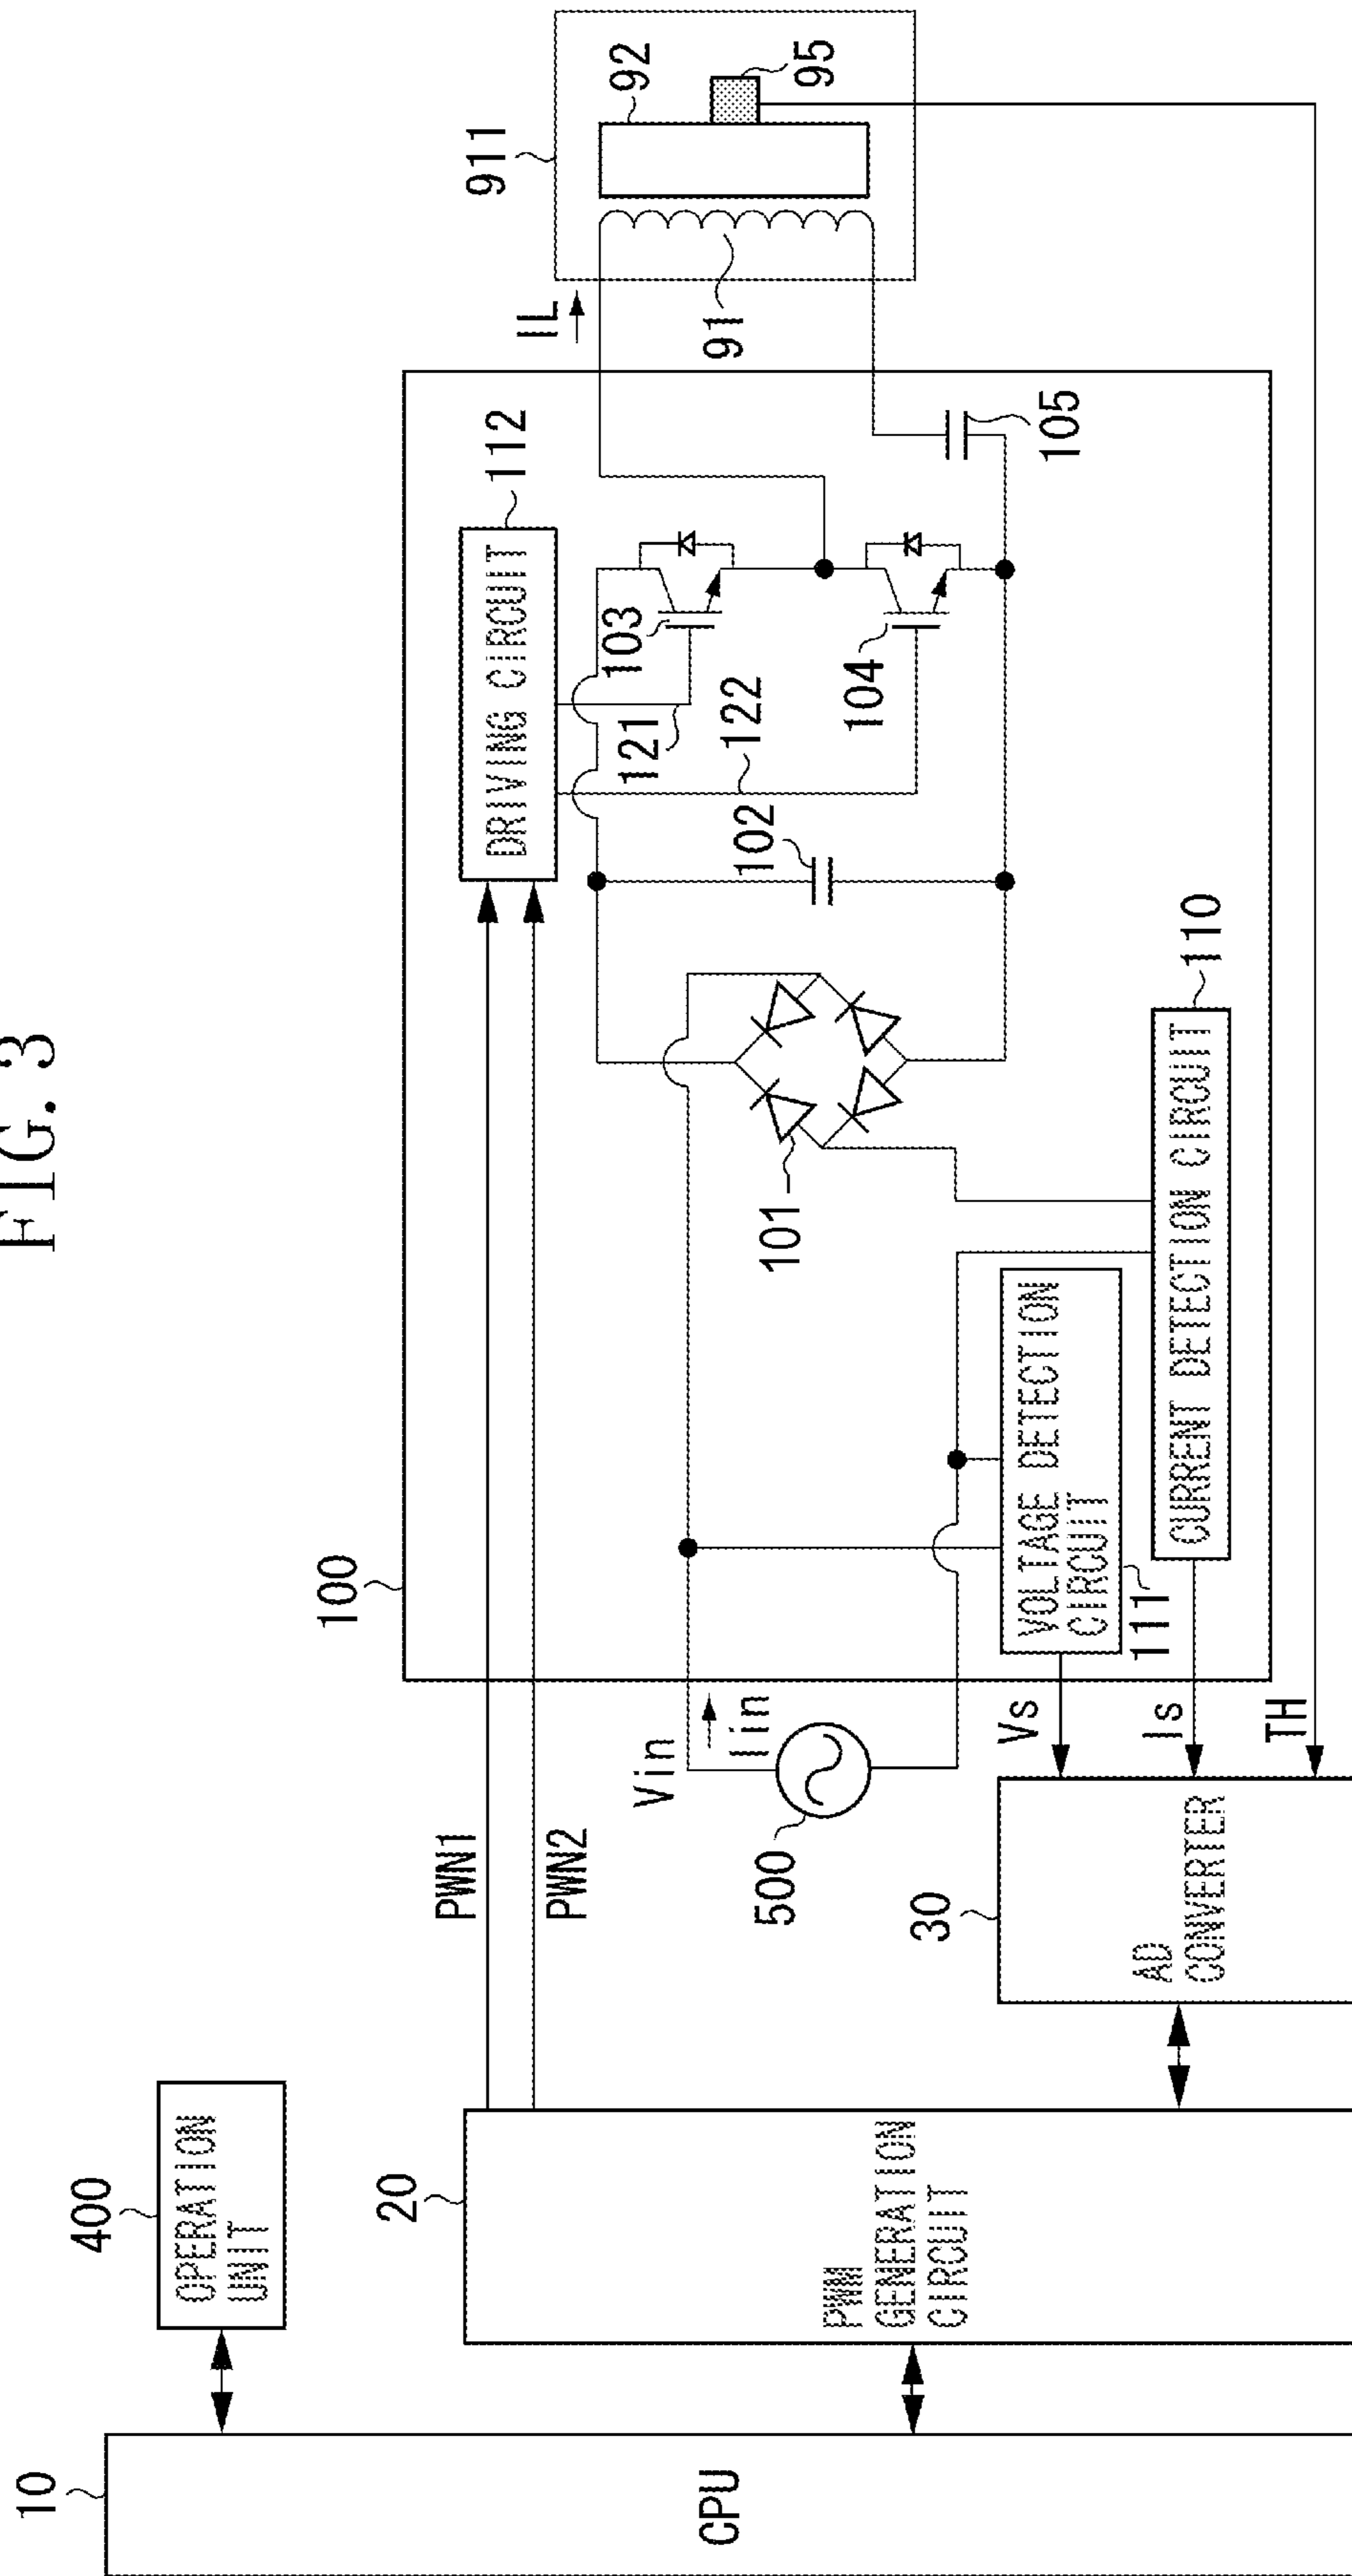 FIG. 3
10
CPU
400
OPERATION
UNIT
20
PWM
GENERATION
CIRCUIT
PWN1
PWN2
30
AD
CONVERTER
500
Vin
Iin
Vs
Is
TH
100
VOLTAGE DETECTION
CIRCUIT
111
CURRENT DETECTION CIRCUIT
110
101
102
DRIVING CIRCUIT
112
121
122
103
104
105
IL
91
911
92
95